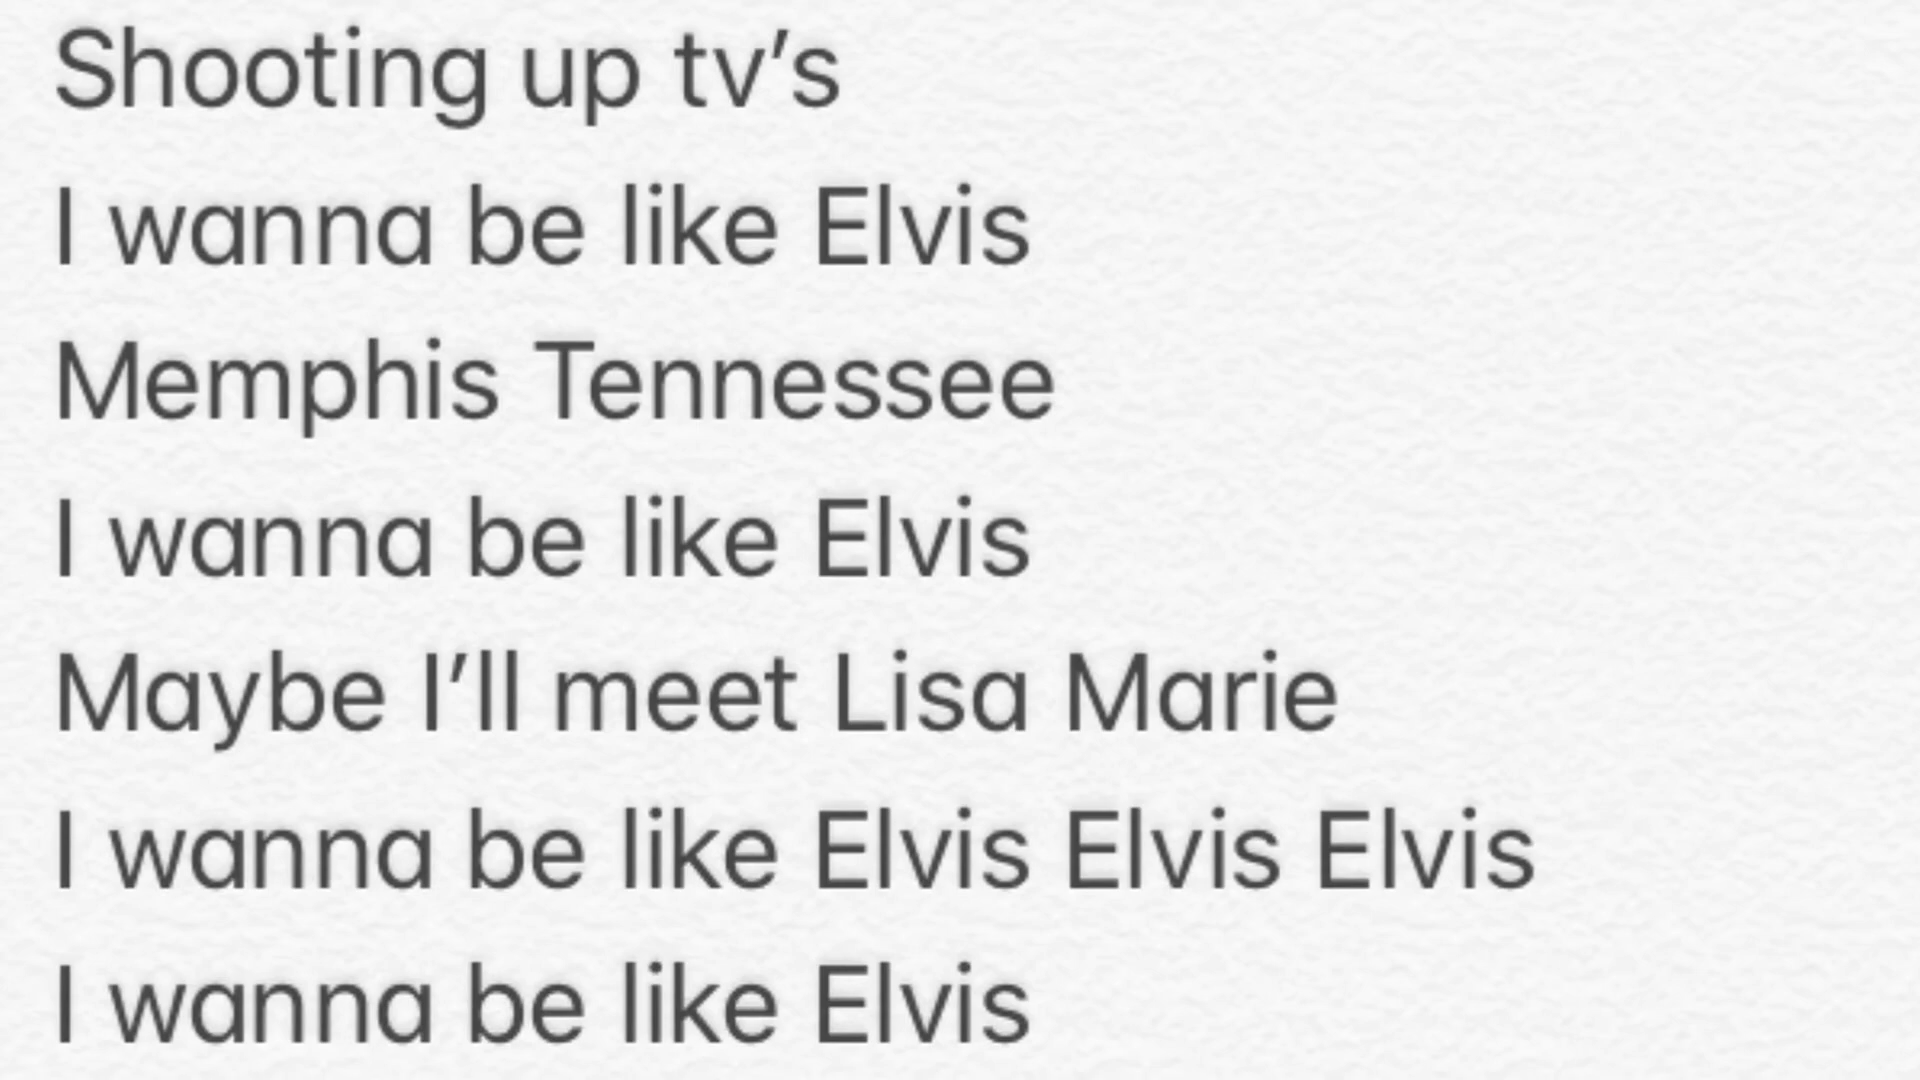 Shooting up tv’s
I wanna be like Elvis
Memphis Tennessee
I wanna be like Elvis
Maybe I’ll meet Lisa Marie
I wanna be like Elvis Elvis Elvis
I wanna be like Elvis